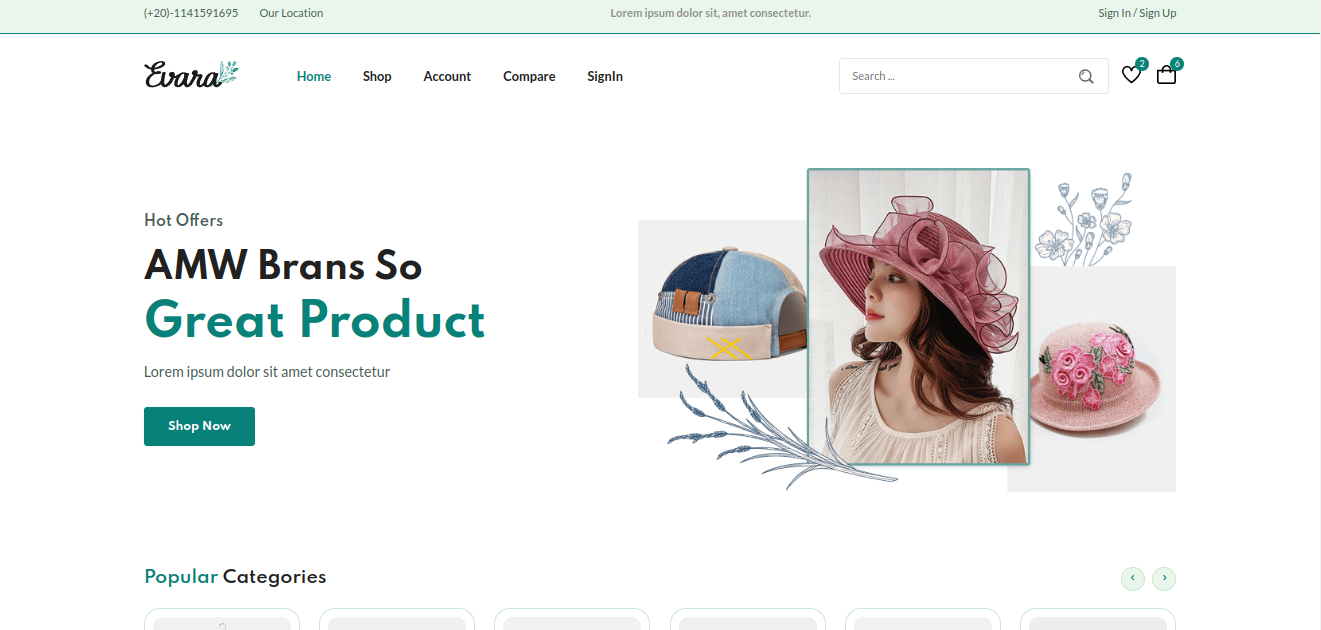 (+20)-1141591695 Our Location Lorem ipsum dolor sit, amet consectetur. Sign In / Sign Up
Evara Home Shop Account Compare SignIn Search ... 2 6
Hot Offers
AMW Brans So
Great Product
Lorem ipsum dolor sit amet consectetur
Shop Now
Popular Categories